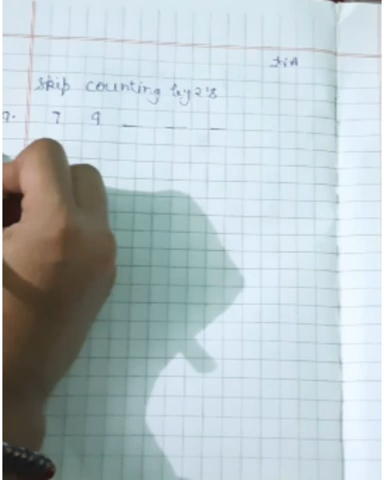 skip counting by 2's
7 9 _ _ _